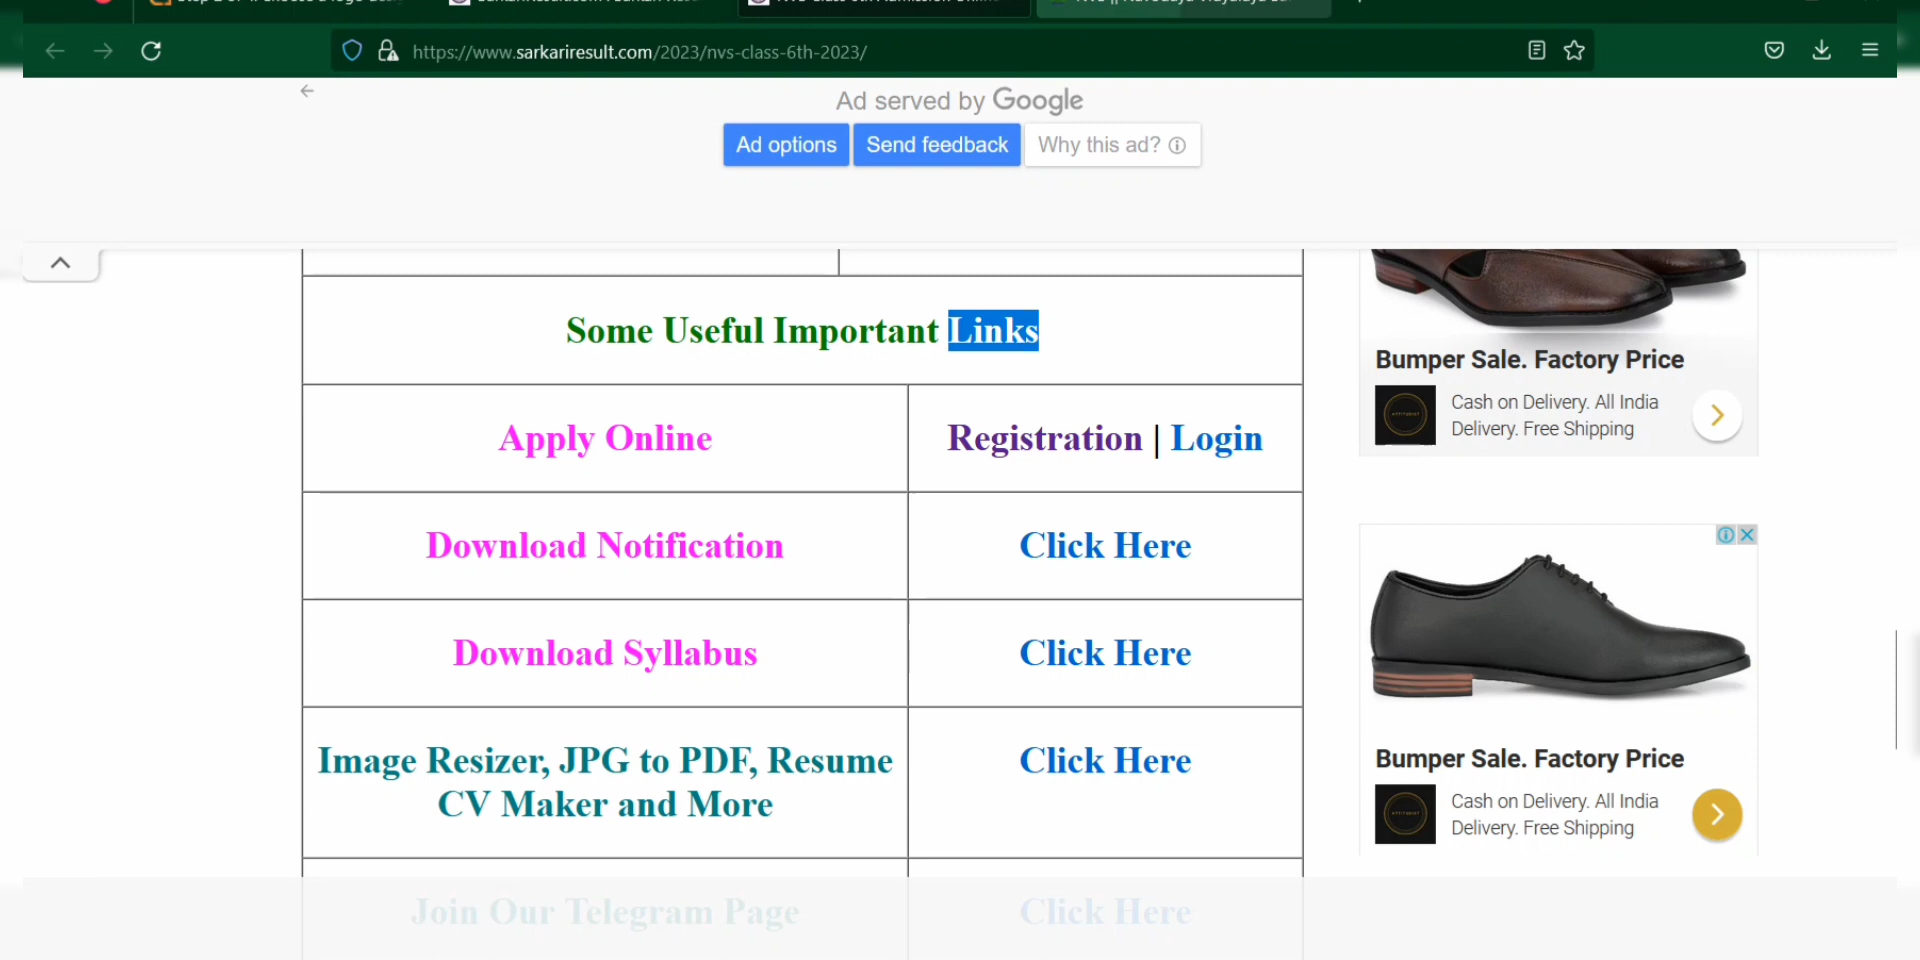 https://www.sarkariresult.com/2023/nvs-class-6th-2023/
Ad served by Google
Ad options
Send feedback
Why this ad?
Some Useful Important Links
Apply Online
Registration | Login
Download Notification
Click Here
Download Syllabus
Click Here
Image Resizer, JPG to PDF, Resume
CV Maker and More
Click Here
Join Our Telegram Page
Click Here
Bumper Sale. Factory Price
Cash on Delivery. All India
Delivery. Free Shipping
Bumper Sale. Factory Price
Cash on Delivery. All India
Delivery. Free Shipping